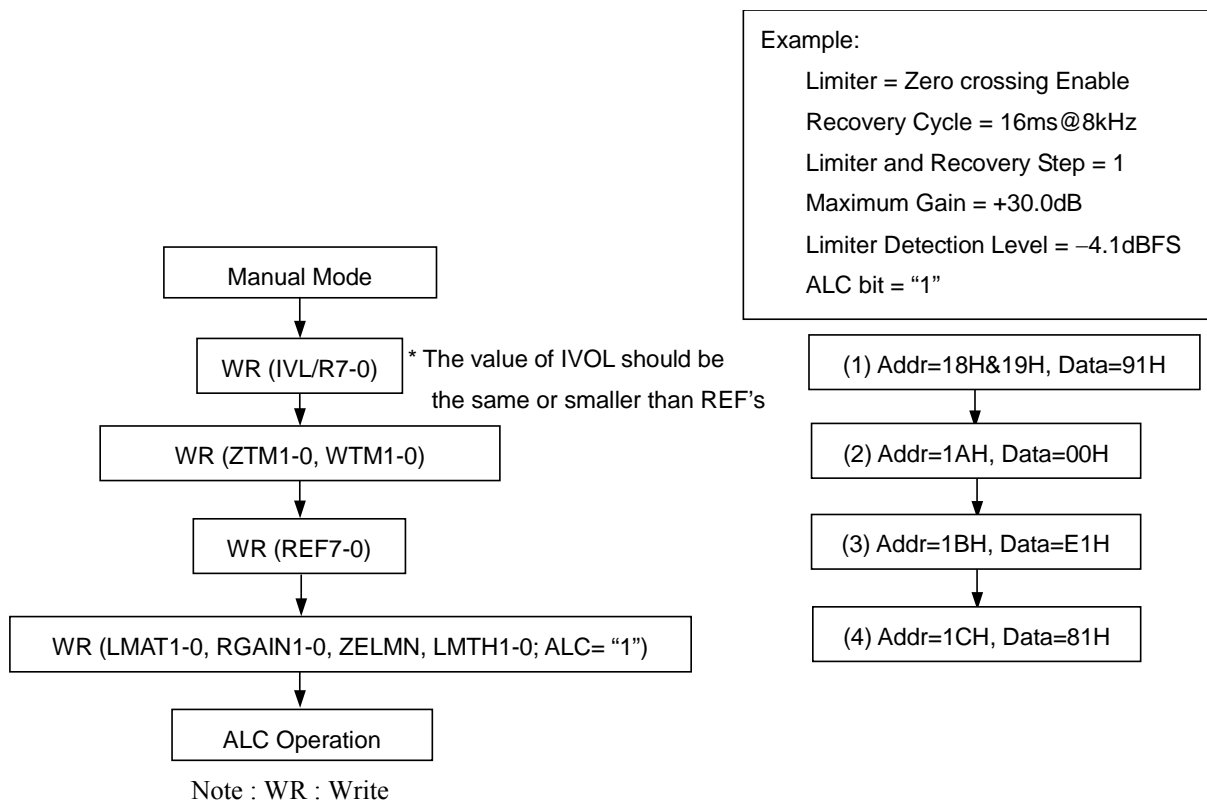 Example:
Limiter = Zero crossing Enable
Recovery Cycle = 16ms@8kHz
Limiter and Recovery Step = 1
Maximum Gain = +30.0dB
Limiter Detection Level = −4.1dBFS
ALC bit = “1”
Manual Mode
WR (IVL/R7-0)
* The value of IVOL should be
the same or smaller than REF’s
WR (ZTM1-0, WTM1-0)
WR (REF7-0)
WR (LMAT1-0, RGAIN1-0, ZELMN, LMTH1-0; ALC= “1”)
ALC Operation
Note : WR : Write
(1) Addr=18H&19H, Data=91H
(2) Addr=1AH, Data=00H
(3) Addr=1BH, Data=E1H
(4) Addr=1CH, Data=81H